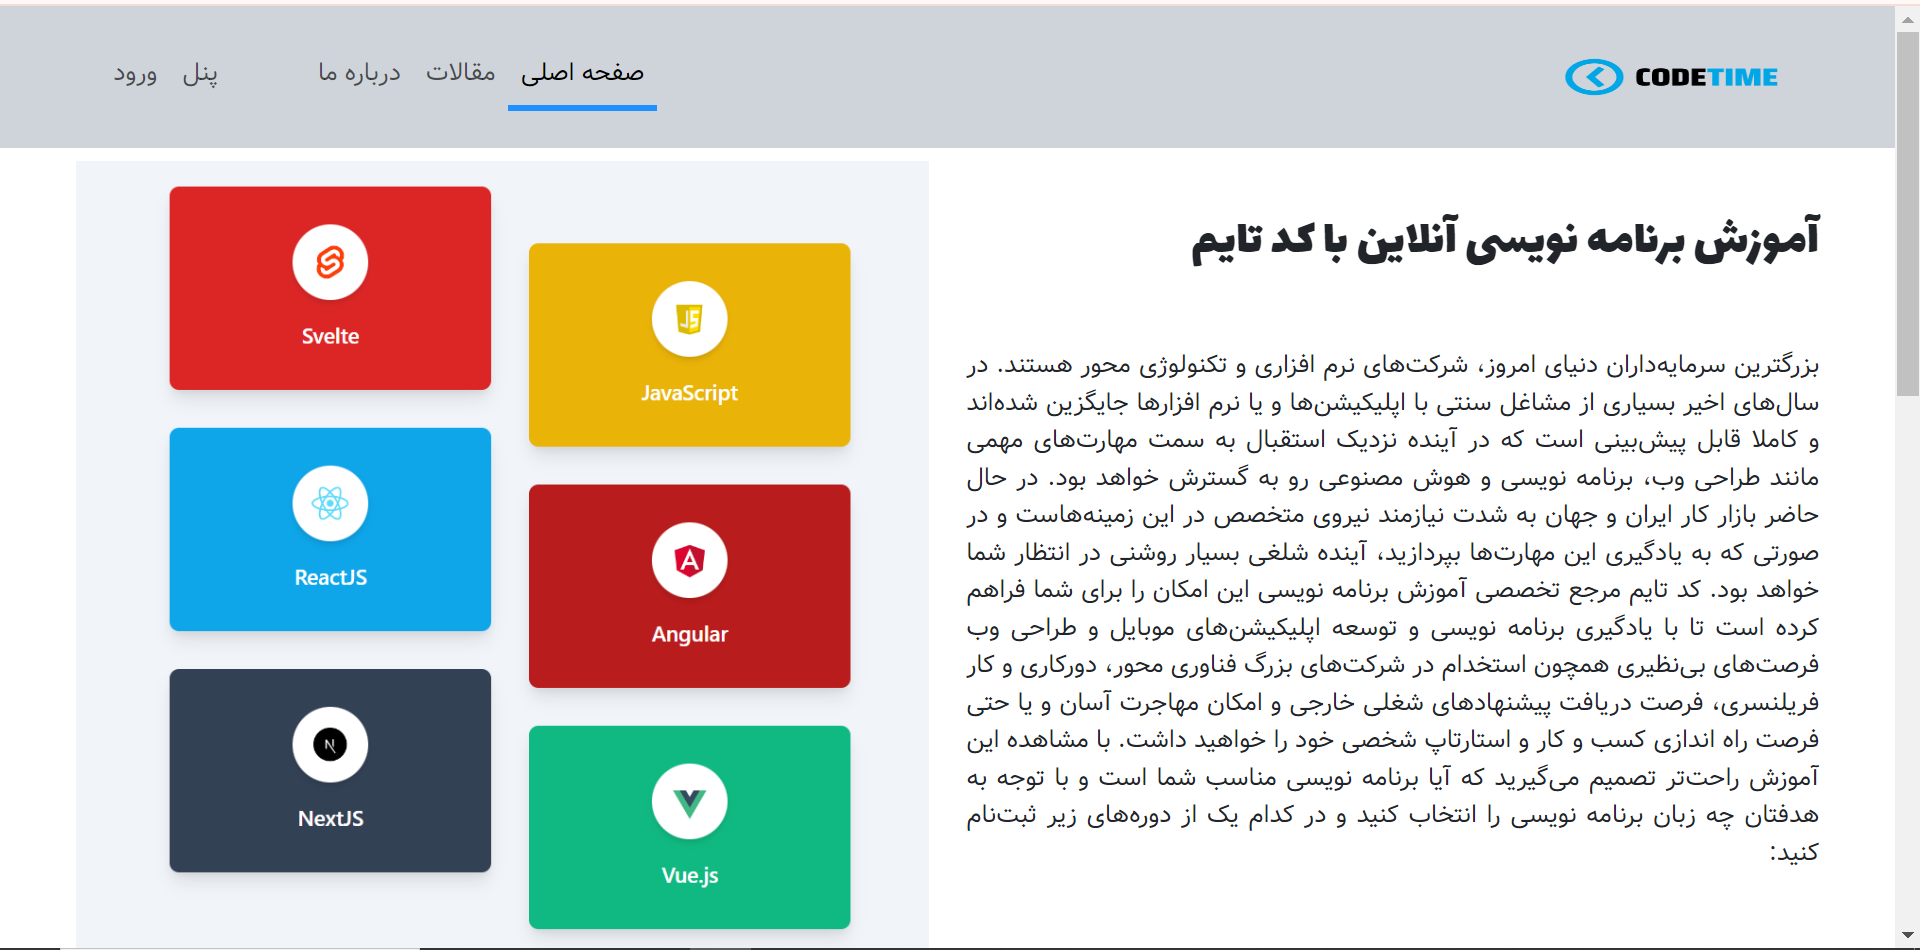 CODETIME
صفحه اصلی
مقالات
درباره ما
پنل
ورود
آموزش برنامه نویسی آنلاین با کد تایم
بزرگترین سرمایه‌داران دنیای امروز، شرکت‌های نرم افزاری و تکنولوژی محور هستند. در
سال‌های اخیر بسیاری از مشاغل سنتی با اپلیکیشن‌ها و یا نرم افزارها جایگزین شده‌اند
و کاملا قابل پیش‌بینی است که در آینده نزدیک استقبال به سمت مهارت‌های مهمی
مانند طراحی وب، برنامه نویسی و هوش مصنوعی رو به گسترش خواهد بود. در حال
حاضر بازار کار ایران و جهان به شدت نیازمند نیروی متخصص در این زمینه‌هاست و در
صورتی که به یادگیری این مهارت‌ها بپردازید، آینده شلغی بسیار روشنی در انتظار شما
خواهد بود. کد تایم مرجع تخصصی آموزش برنامه نویسی این امکان را برای شما فراهم
کرده است تا با یادگیری برنامه نویسی و توسعه اپلیکیشن‌های موبایل و طراحی وب
فرصت‌های بی‌نظیری همچون استخدام در شرکت‌های بزرگ فناوری محور، دورکاری و کار
فریلنسری، فرصت دریافت پیشنهادهای شغلی خارجی و امکان مهاجرت آسان و یا حتی
فرصت راه اندازی کسب و کار و استارتاپ شخصی خود را خواهید داشت. با مشاهده این
آموزش راحت‌تر تصمیم می‌گیرید که آیا برنامه نویسی مناسب شما است و با توجه به
هدفتان چه زبان برنامه نویسی را انتخاب کنید و در کدام یک از دوره‌های زیر ثبت‌نام
کنید:
JS
JavaScript
Svelte
A
Angular
ReactJS
Vue.js
N
NextJS